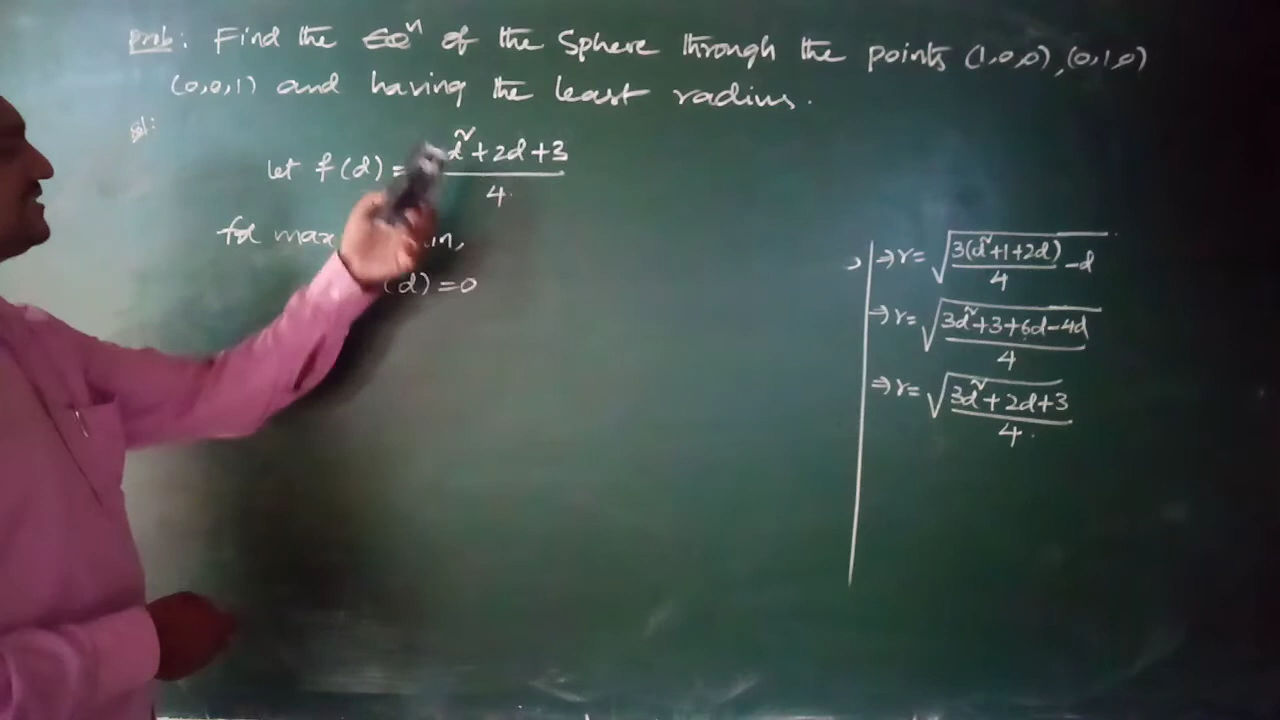 prob: Find the eqⁿ of the Sphere through the points (1,0,0), (0,1,0)
(0,0,1) and having the least radius.
Sol:
let f(d) = d²+2d+3 / 4
for max in,
(d) = 0
⇒ r = √(3(d²+1+2d) / 4 - d)
⇒ r = √(3d²+3+6d-4d / 4)
⇒ r = √(3d²+2d+3 / 4)